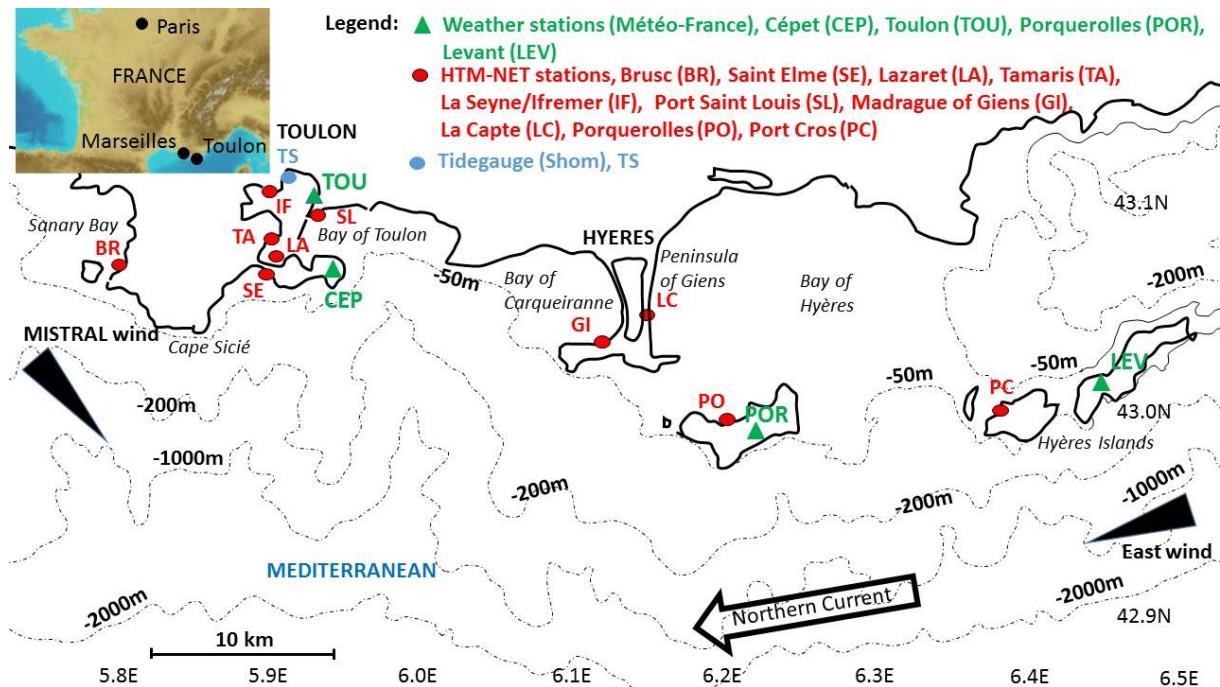 Paris
FRANCE
Marseilles
Toulon
Legend:
Weather stations (Météo-France), Cépet (CEP), Toulon (TOU), Porquerolles (POR),
Levant (LEV)
HTM-NET stations, Brusc (BR), Saint Elme (SE), Lazaret (LA), Tamaris (TA),
La Seyne/Ifremer (IF), Port Saint Louis (SL), Madrague of Giens (GI),
La Capte (LC), Porquerolles (PO), Port Cros (PC)
Tidegauge (Shom), TS
TOULON
TS
TOU
IF
SL
43.1N
Sanary Bay
TA
Bay of Toulon
BR
LA
HYERES
Peninsula
of Giens
-50m
Bay of
Carqueiranne
Bay of
Hyères
-200m
SE
CEP
LC
MISTRAL wind
Cape Sicié
GI
-50m
-50m
LEV
PC
-200m
PO
POR
43.0N
Hyères Islands
-1000m
-200m
-200m
-1000m
East wind
MEDITERRANEAN
Northern Current
-2000m
-2000m
42.9N
10 km
5.8E
5.9E
6.0E
6.1E
6.2E
6.3E
6.4E
6.5E